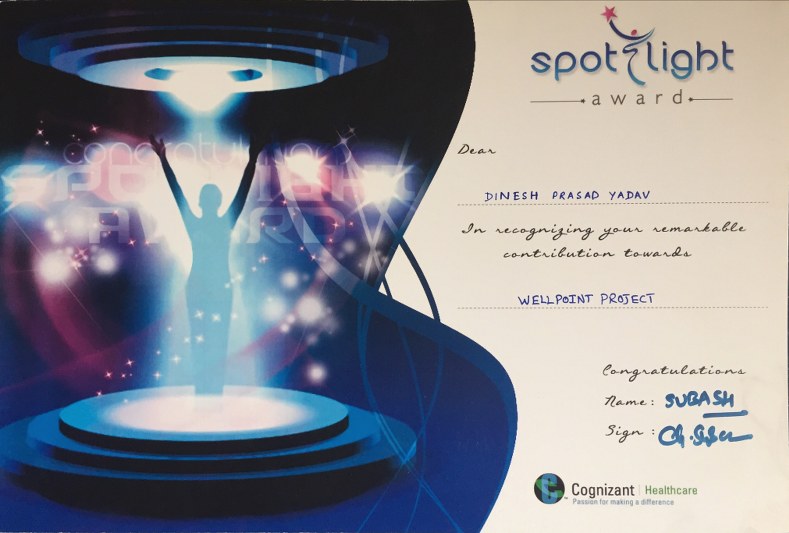 congratulations
SPOTLIGHT
AWARD
spotlight
award
Dear
DINESH PRASAD YADAV
In recognizing your remarkable
contribution towards
WELLPOINT PROJECT
Congratulations
Name: SUBASH
Sign :
Cognizant | Healthcare
Passion for making a difference